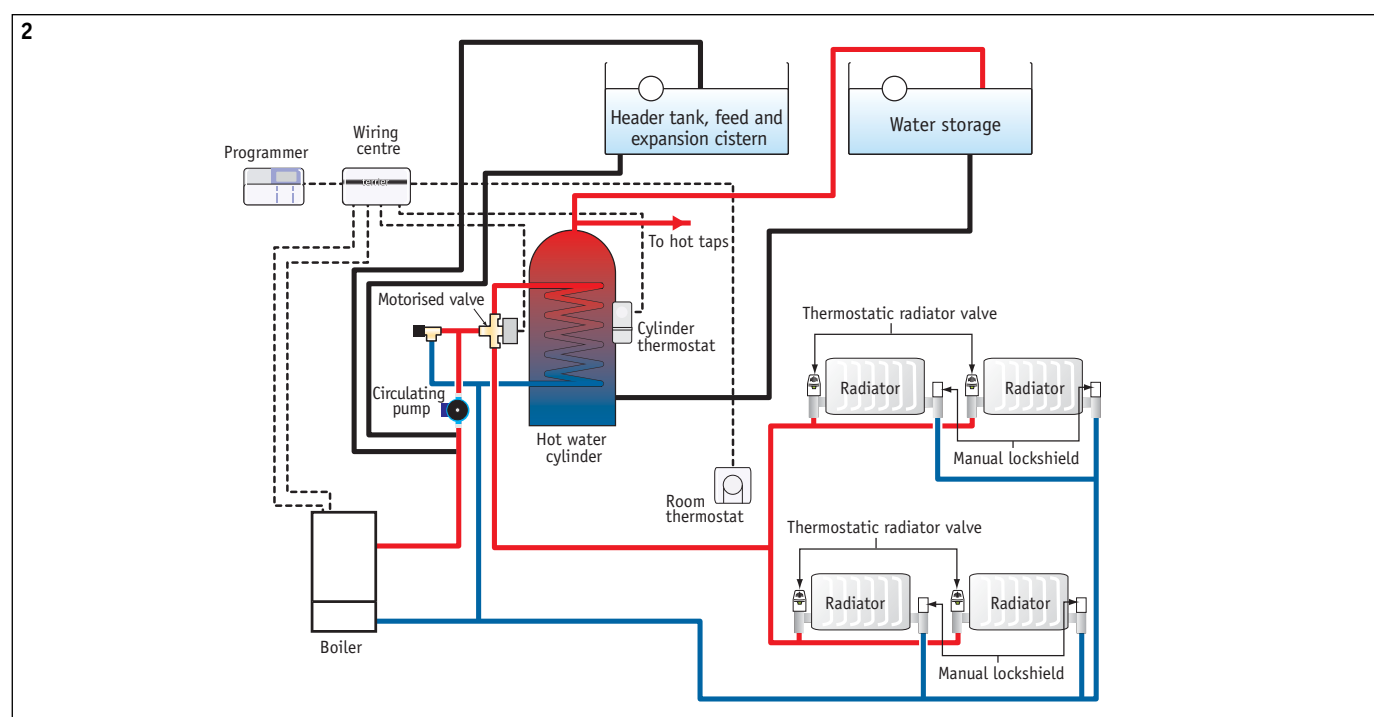 2
Header tank, feed and
expansion cistern
Water storage
Wiring
centre
Programmer
terrier
To hot taps
Motorised valve
Cylinder
thermostat
Thermostatic radiator valve
Radiator
Radiator
Circulating
pump
Hot water
cylinder
Manual lockshield
Room
thermostat
Thermostatic radiator valve
Radiator
Radiator
Boiler
Manual lockshield